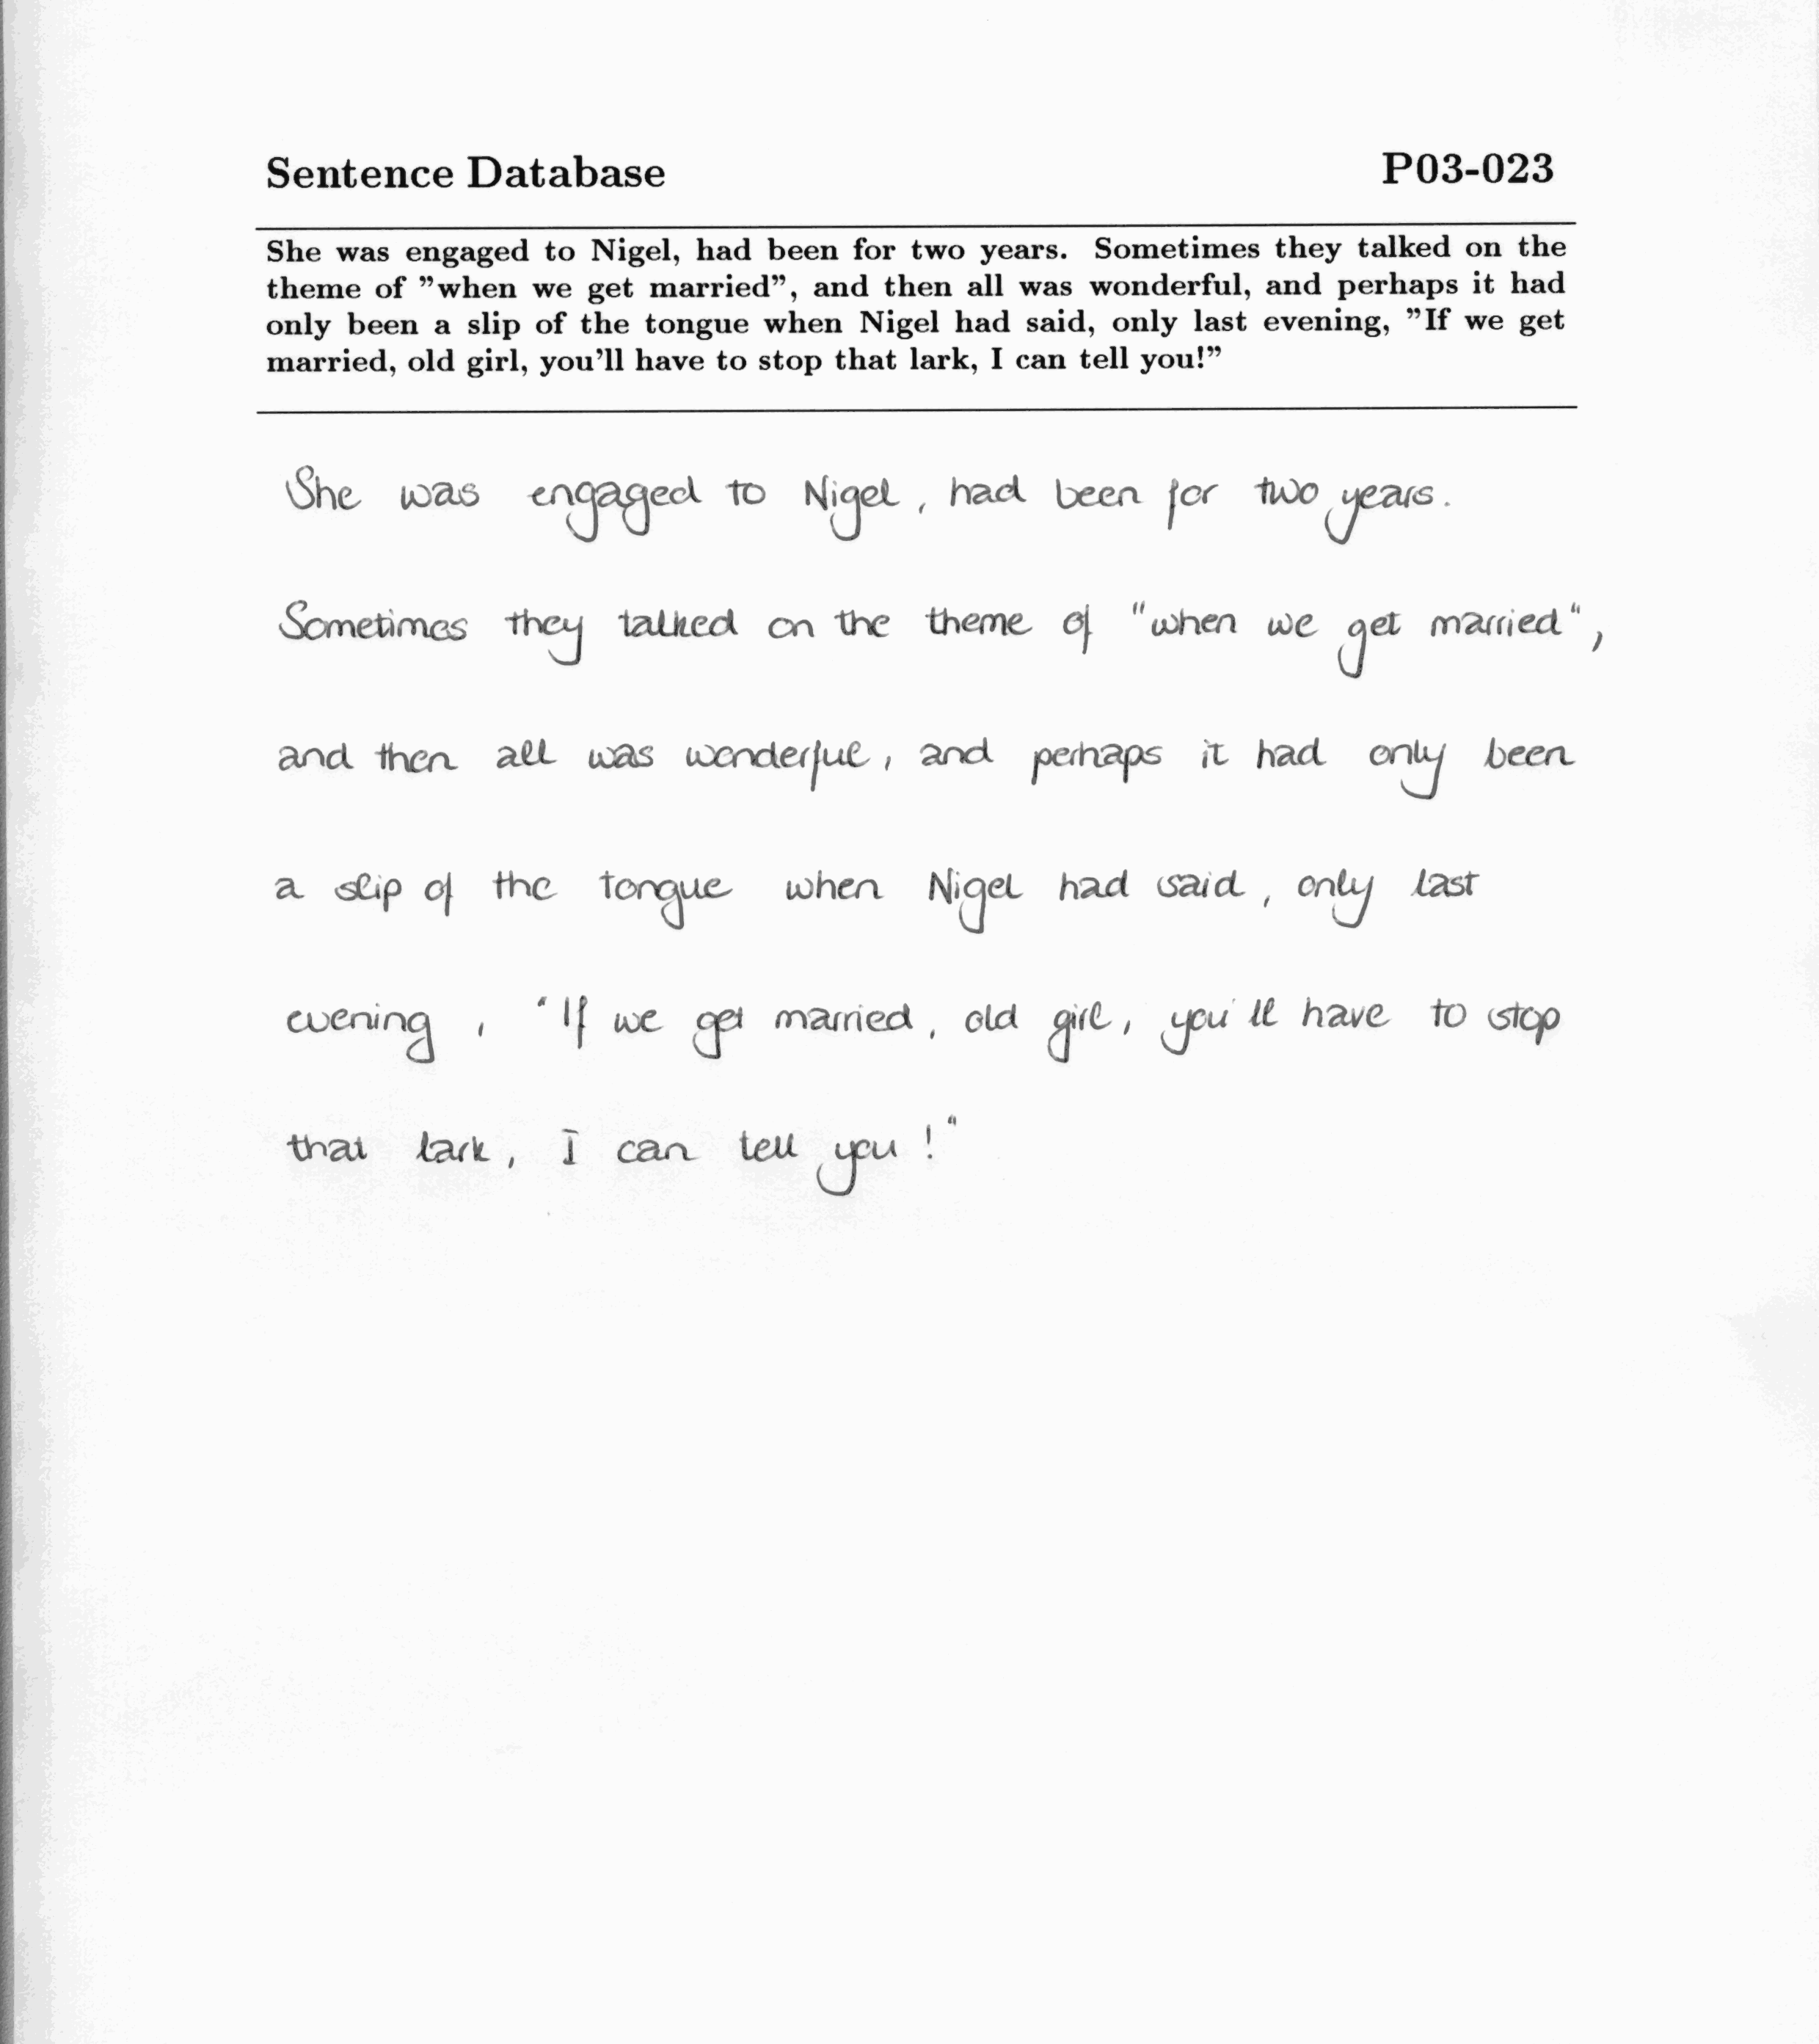 Sentence Database P03-023
She was engaged to Nigel, had been for two years. Sometimes they talked on the
theme of ”when we get married”, and then all was wonderful, and perhaps it had
only been a slip of the tongue when Nigel had said, only last evening, ”If we get
married, old girl, you’ll have to stop that lark, I can tell you!”
She was engaged to Nigel, had been for two years.
Sometimes they talked on the theme of "when we get married",
and then all was wonderful, and perhaps it had only been
a slip of the tongue when Nigel had said, only last
evening, "If we get married, old girl, you'll have to stop
that lark, I can tell you!"